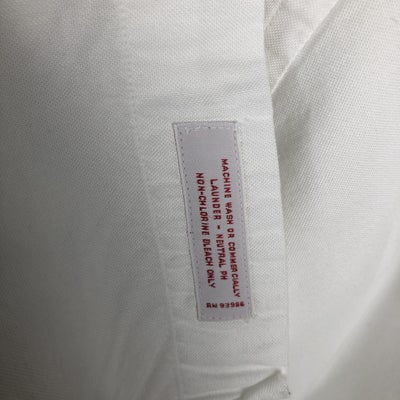 MACHINE WASH OR COMMERCIALLY
LAUNDER - NEUTRAL PH
NON-CHLORINE BLEACH ONLY
RN 93986